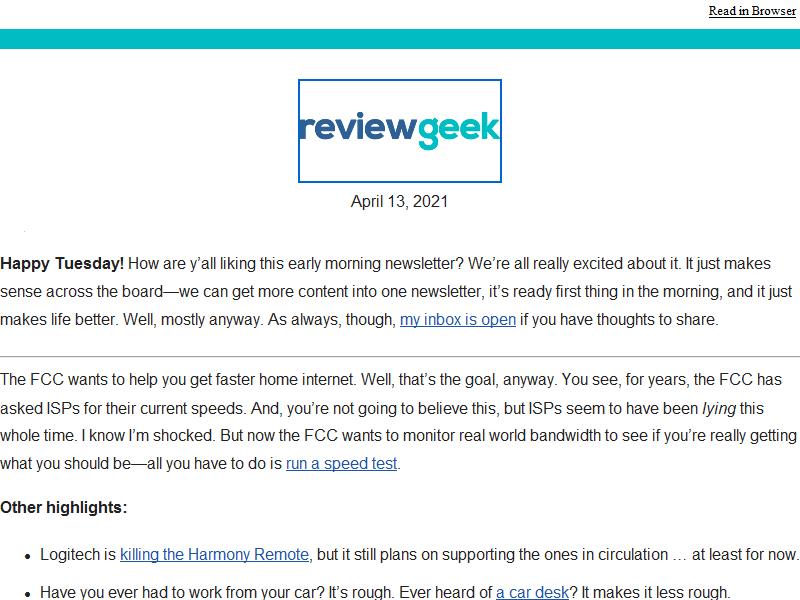 Read in Browser
reviewgeek
April 13, 2021
Happy Tuesday! How are y’all liking this early morning newsletter? We’re all really excited about it. It just makes
sense across the board—we can get more content into one newsletter, it’s ready first thing in the morning, and it just
makes life better. Well, mostly anyway. As always, though, my inbox is open if you have thoughts to share.
The FCC wants to help you get faster home internet. Well, that’s the goal, anyway. You see, for years, the FCC has
asked ISPs for their current speeds. And, you’re not going to believe this, but ISPs seem to have been lying this
whole time. I know I’m shocked. But now the FCC wants to monitor real world bandwidth to see if you’re really getting
what you should be—all you have to do is run a speed test.
Other highlights:
• Logitech is killing the Harmony Remote, but it still plans on supporting the ones in circulation … at least for now.
• Have you ever had to work from your car? It’s rough. Ever heard of a car desk? It makes it less rough.